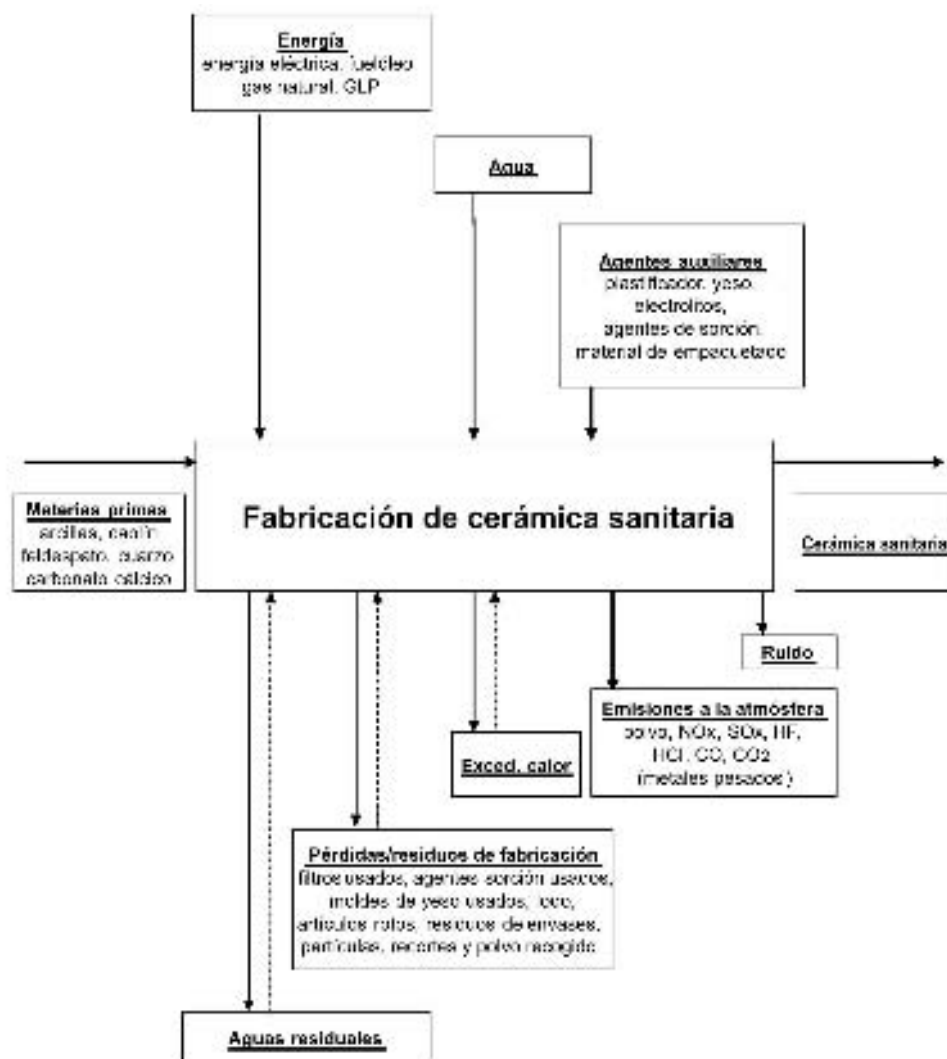 Energía
energía eléctrica, fuelóleo
gas natural, GLP
Agua
Agentes auxiliares
plastificador, yeso,
electrolitos,
agentes de sorción,
material de empaquetado
Materias primas
arcillas, caolín
feldespato, cuarzo
carbonato cálcico
Fabricación de cerámica sanitaria
Cerámica sanitaria
Ruido
Emisiones a la atmósfera
polvo, NOx, SOx, HF,
HCl, CO, CO2
(metales pesados)
Exced. calor
Pérdidas/residuos de fabricación
filtros usados, agentes sorción usados,
moldes de yeso usados, lodo,
artículos rotos, residuos de envases,
partículas, recortes y polvo recogido
Aguas residuales